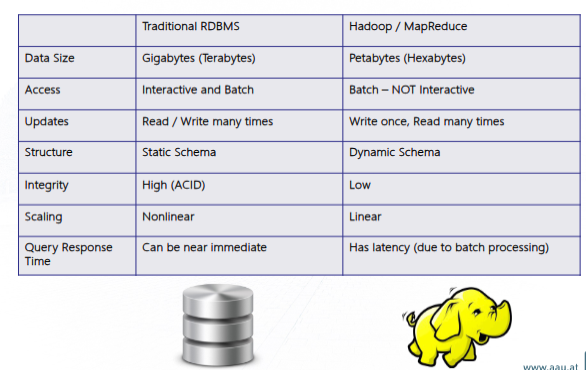 Traditional RDBMS Hadoop / MapReduce
Data Size Gigabytes (Terabytes) Petabytes (Hexabytes)
Access Interactive and Batch Batch – NOT Interactive
Updates Read / Write many times Write once, Read many times
Structure Static Schema Dynamic Schema
Integrity High (ACID) Low
Scaling Nonlinear Linear
Query Response Can be near immediate Has latency (due to batch processing)
Time
www.aau.at